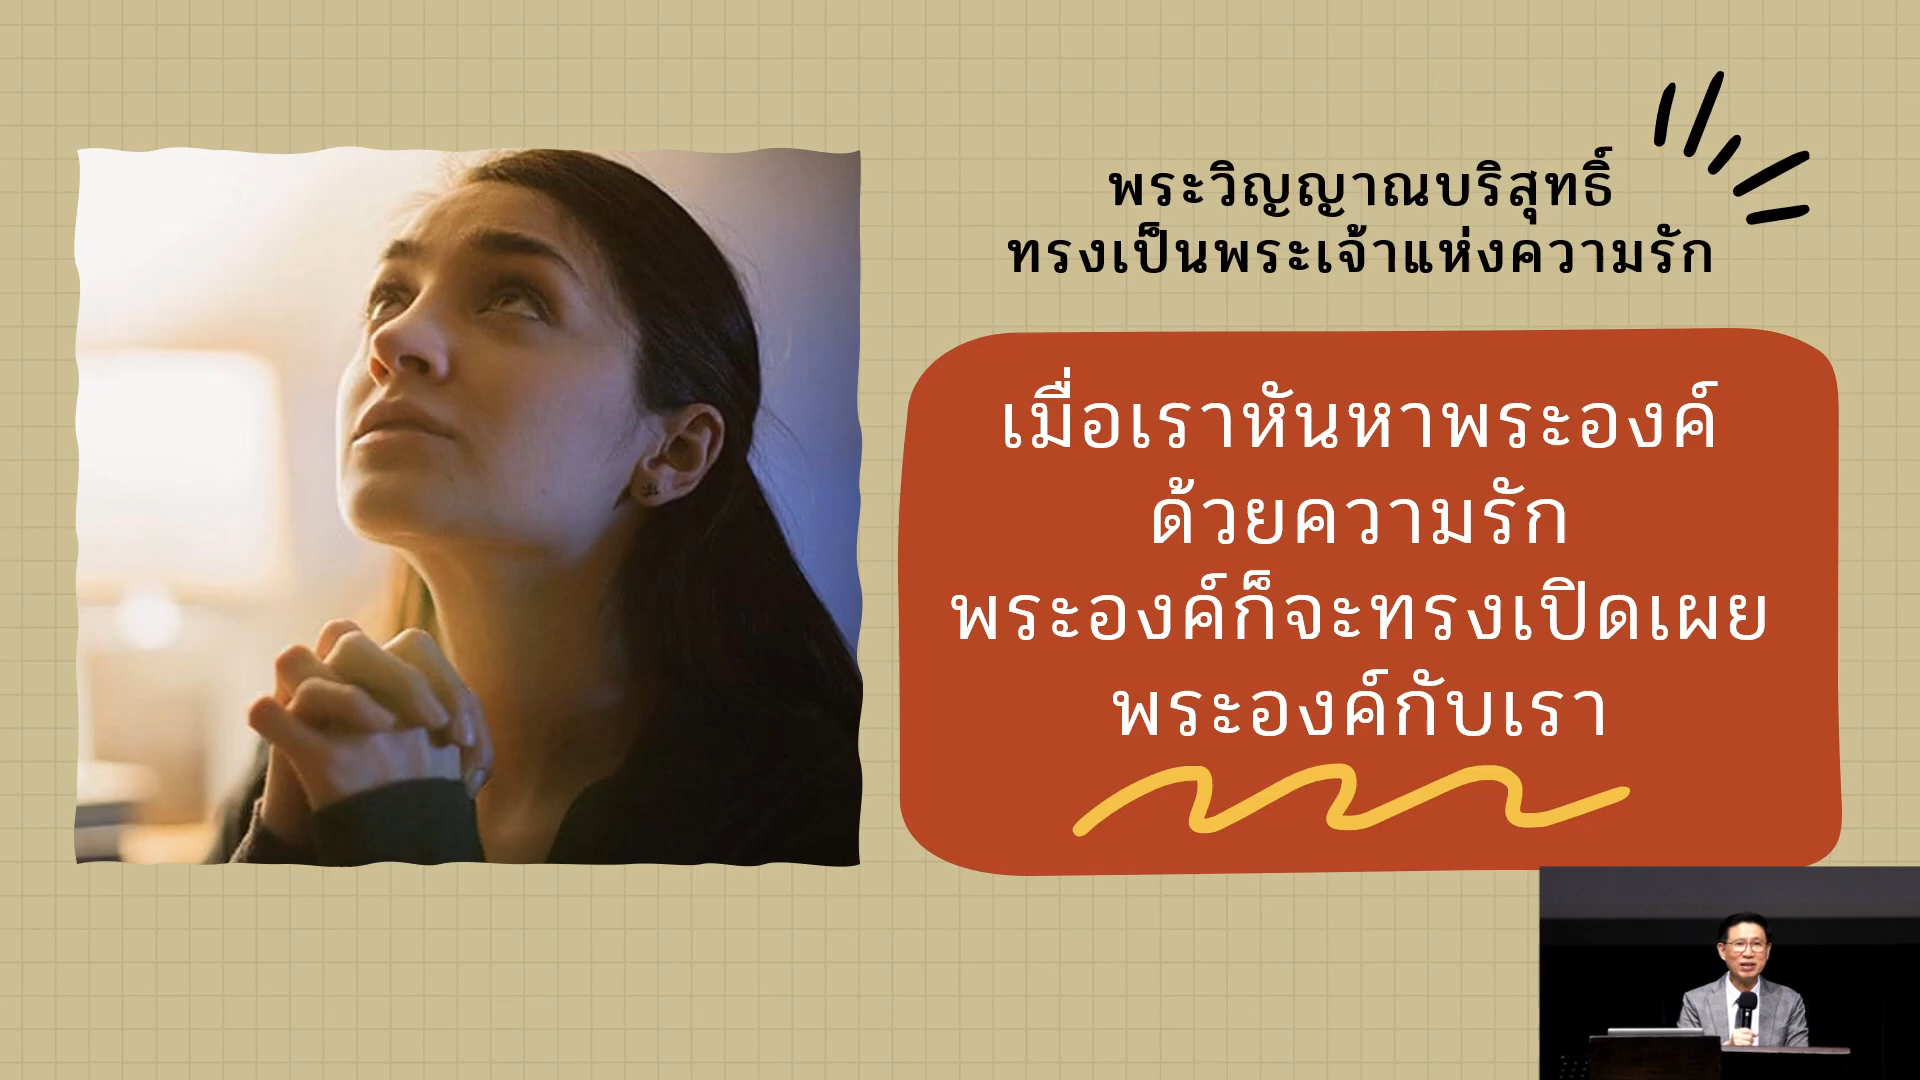 พระวิญญาณบริสุทธิ์
ทรงเป็นพระเจ้าแห่งความรัก
เมื่อเราหันหาพระองค์
ด้วยความรัก
พระองค์ก็จะทรงเปิดเผย
พระองค์กับเรา